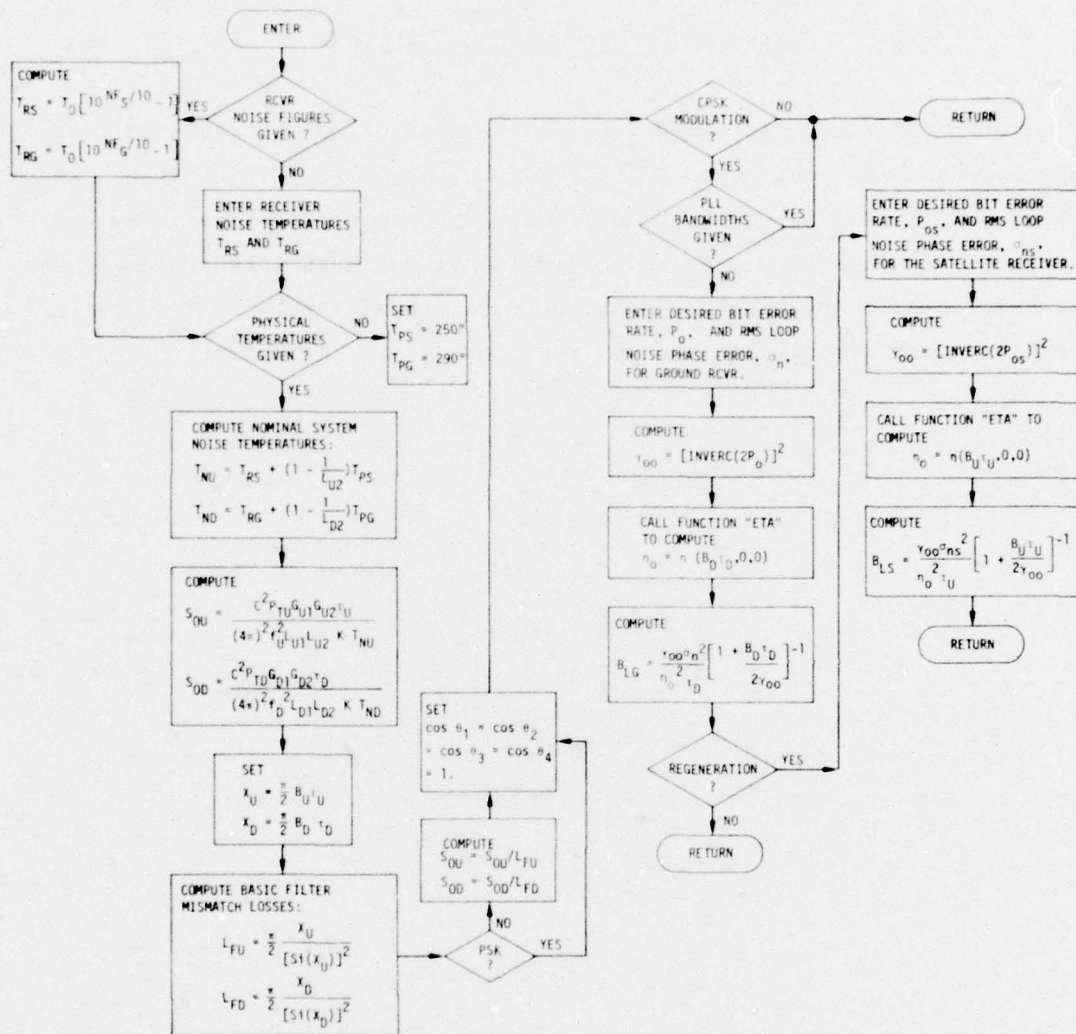 ENTER
COMPUTE
T_RS = T_0[10^NF_S/10 - 1]
T_RG = T_0[10^NF_G/10 - 1]
YES
RCVR
NOISE FIGURES
GIVEN ?
NO
ENTER RECEIVER
NOISE TEMPERATURES
T_RS AND T_RG
PHYSICAL
TEMPERATURES
GIVEN ?
NO
SET
T_PS = 250°
T_PG = 290°
YES
COMPUTE NOMINAL SYSTEM
NOISE TEMPERATURES:
T_NU = T_RS + (1 - 1/L_U2)T_PS
T_ND = T_RG + (1 - 1/L_D2)T_PG
COMPUTE
S_OU = C^2 P_TU G_U1 G_U2 τ_U / (4π)^2 f_U^2 L_U1 L_U2 K T_NU
S_OD = C^2 P_TD G_D1 G_D2 τ_D / (4π)^2 f_D^2 L_D1 L_D2 K T_ND
SET
X_U = π/2 B_U τ_U
X_D = π/2 B_D τ_D
COMPUTE BASIC FILTER
MISMATCH LOSSES:
L_FU = π/2 X_U/[Si(X_U)]^2
L_FD = π/2 X_D/[Si(X_D)]^2
PSK
?
YES
NO
COMPUTE
S_OU = S_OU/L_FU
S_OD = S_OD/L_FD
SET
cos θ_1 = cos θ_2
= cos θ_3 = cos θ_4
= 1.
CPSK
MODULATION
?
NO
RETURN
YES
PLL
BANDWIDTHS
GIVEN
YES
NO
ENTER DESIRED BIT ERROR
RATE, P_o, AND RMS LOOP
NOISE PHASE ERROR, σ_n,
FOR GROUND RCVR.
COMPUTE
γ_00 = [INVERC(2P_o)]^2
CALL FUNCTION "ETA"
TO COMPUTE
η_o = η (B_D τ_D,0,0)
COMPUTE
B_LG = γ_00 σ_n^2/η_o^2 τ_D [1 + B_D τ_D/2γ_00]^-1
REGENERATION
?
YES
NO
RETURN
ENTER DESIRED BIT ERROR
RATE, P_os, AND RMS LOOP
NOISE PHASE ERROR, σ_ns,
FOR THE SATELLITE RECEIVER.
COMPUTE
γ_00 = [INVERC(2P_os)]^2
CALL FUNCTION "ETA" TO
COMPUTE
η_o = η(B_U τ_U,0,0)
COMPUTE
B_LS = γ_00 σ_ns^2/η_o^2 τ_U [1 + B_U τ_U/2γ_00]^-1
RETURN